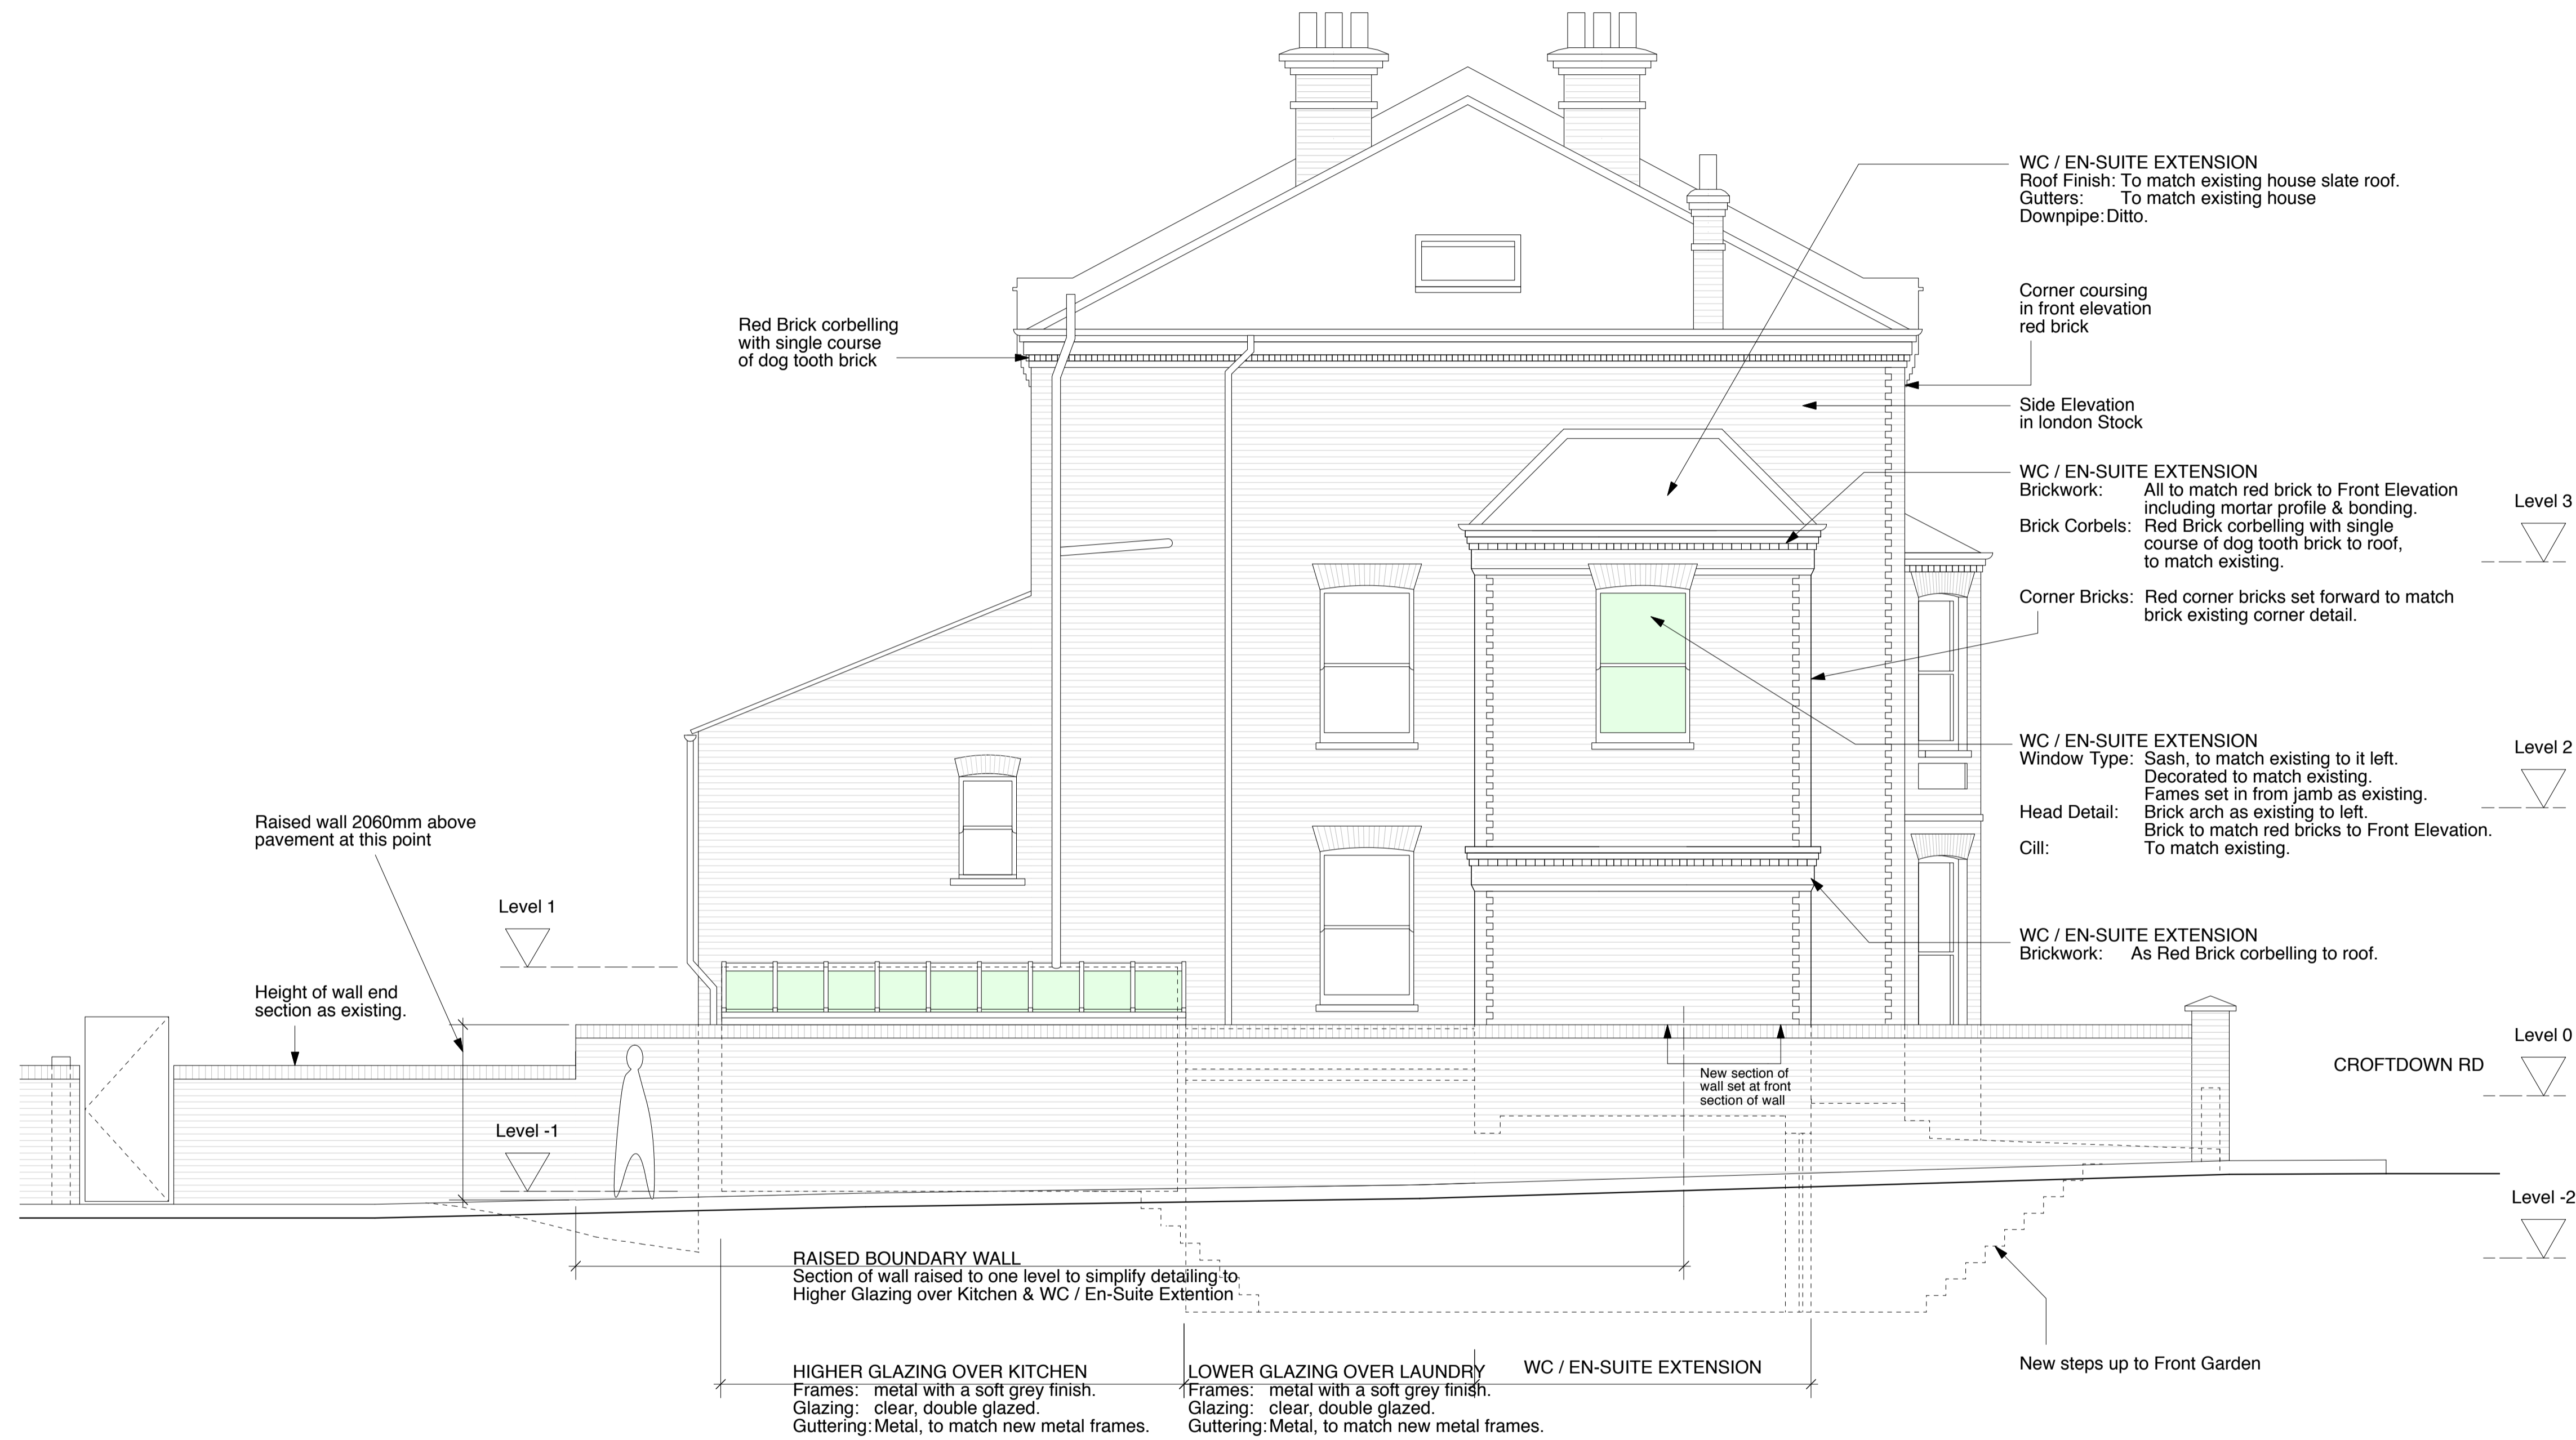 WC / EN-SUITE EXTENSION
Roof Finish: To match existing house slate roof.
Gutters: To match existing house
Downpipe: Ditto.
Corner coursing
in front elevation
red brick
Red Brick corbelling
with single course
of dog tooth brick
Side Elevation
in london Stock
WC / EN-SUITE EXTENSION
Brickwork: All to match red brick to Front Elevation
including mortar profile & bonding.
Brick Corbels: Red Brick corbelling with single
course of dog tooth brick to roof,
to match existing.
Level 3
Corner Bricks: Red corner bricks set forward to match
brick existing corner detail.
WC / EN-SUITE EXTENSION
Window Type: Sash, to match existing to it left.
Decorated to match existing.
Fames set in from jamb as existing.
Head Detail: Brick arch as existing to left.
Brick to match red bricks to Front Elevation.
Cill: To match existing.
Level 2
Raised wall 2060mm above
pavement at this point
Level 1
WC / EN-SUITE EXTENSION
Brickwork: As Red Brick corbelling to roof.
Height of wall end
section as existing.
Level 0
CROFTDOWN RD
New section of
wall set at front
section of wall
Level -1
Level -2
RAISED BOUNDARY WALL
Section of wall raised to one level to simplify detailing to
Higher Glazing over Kitchen & WC / En-Suite Extention
HIGHER GLAZING OVER KITCHEN
Frames: metal with a soft grey finish.
Glazing: clear, double glazed.
Guttering: Metal, to match new metal frames.
LOWER GLAZING OVER LAUNDRY
Frames: metal with a soft grey finish.
Glazing: clear, double glazed.
Guttering: Metal, to match new metal frames.
WC / EN-SUITE EXTENSION
New steps up to Front Garden